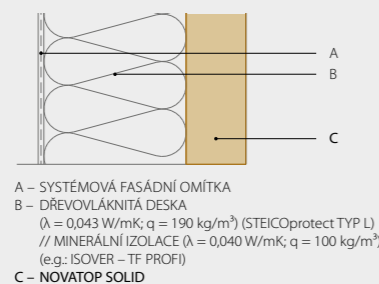 A
B
C
A – SYSTÉMOVÁ FASÁDNÍ OMÍTKA
B – DŘEVOVLÁKNITÁ DESKA
(λ = 0,043 W/mK; q = 190 kg/m³) (STEICOprotect TYP L)
// MINERÁLNÍ IZOLACE (λ = 0,040 W/mK; q = 100 kg/m³)
(e.g.: ISOVER – TF PROFI)
C – NOVATOP SOLID